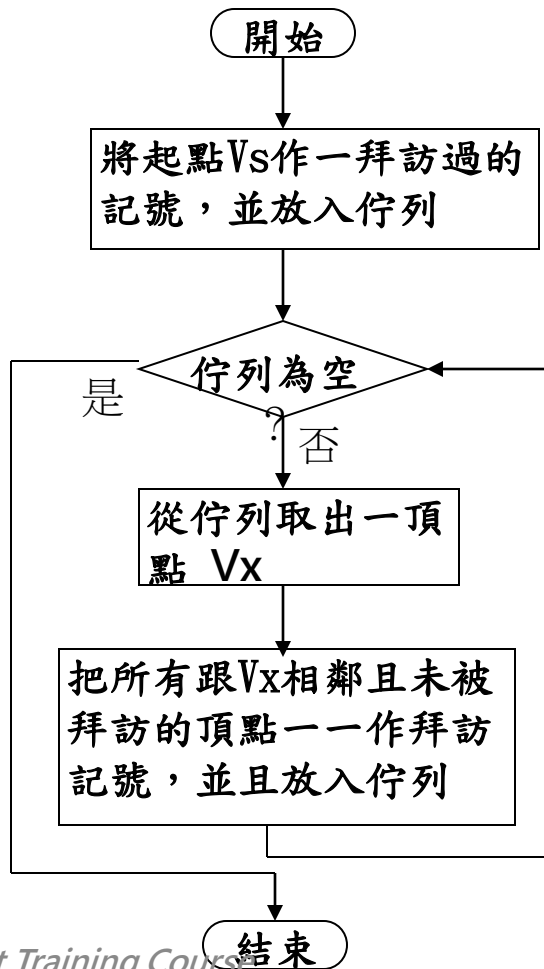 開始
將起點Vs作一拜訪過的
記號，並放入佇列
佇列為空
？
是
否
從佇列取出一頂
點 Vx
把所有跟Vx相鄰且未被
拜訪的頂點一一作拜訪
記號，並且放入佇列
結束
t Training Course